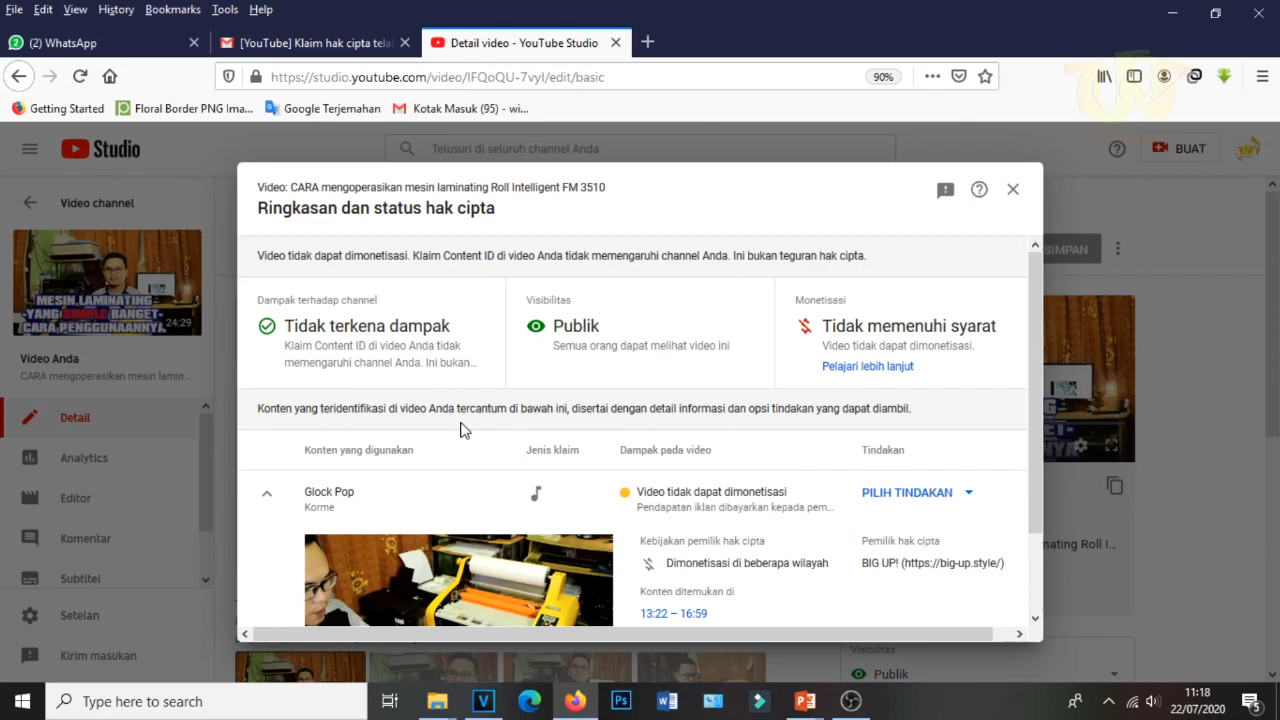 File Edit View History Bookmarks Tools Help
(2) WhatsApp
[YouTube] Klaim hak cipta tela
Detail video - YouTube Studio
https://studio.youtube.com/video/IFQoQU-7vyI/edit/basic
90%
Getting Started
Floral Border PNG Ima...
Google Terjemahan
Kotak Masuk (95) - wi...
Studio
Telusuri di seluruh channel Anda
BUAT
Video channel
MESIN LAMINATING
YANG SIMPLE BANGET
CARA PENGGUNAANNYA
24:29
Video Anda
CARA mengoperasikan mesin lamin...
Detail
Analytics
Editor
Komentar
Subtitel
Setelan
Kirim masukan
Video: CARA mengoperasikan mesin laminating Roll Intelligent FM 3510
Ringkasan dan status hak cipta
Video tidak dapat dimonetisasi. Klaim Content ID di video Anda tidak memengaruhi channel Anda. Ini bukan teguran hak cipta.
Dampak terhadap channel
Tidak terkena dampak
Klaim Content ID di video Anda tidak
memengaruhi channel Anda. Ini bukan...
Visibilitas
Publik
Semua orang dapat melihat video ini
Monetisasi
Tidak memenuhi syarat
Video tidak dapat dimonetisasi.
Pelajari lebih lanjut
Konten yang teridentifikasi di video Anda tercantum di bawah ini, disertai dengan detail informasi dan opsi tindakan yang dapat diambil.
Konten yang digunakan
Jenis klaim
Dampak pada video
Tindakan
Glock Pop
Korme
Video tidak dapat dimonetisasi
Pendapatan iklan dibayarkan kepada pem...
PILIH TINDAKAN
Kebijakan pemilik hak cipta
Dimonetisasi di beberapa wilayah
Pemilik hak cipta
BIG UP! (https://big-up.style/)
Konten ditemukan di
13:22 – 16:59
SIMPAN
nating Roll I...
Visibilitas
Publik
Type here to search
11:18
22/07/2020
5